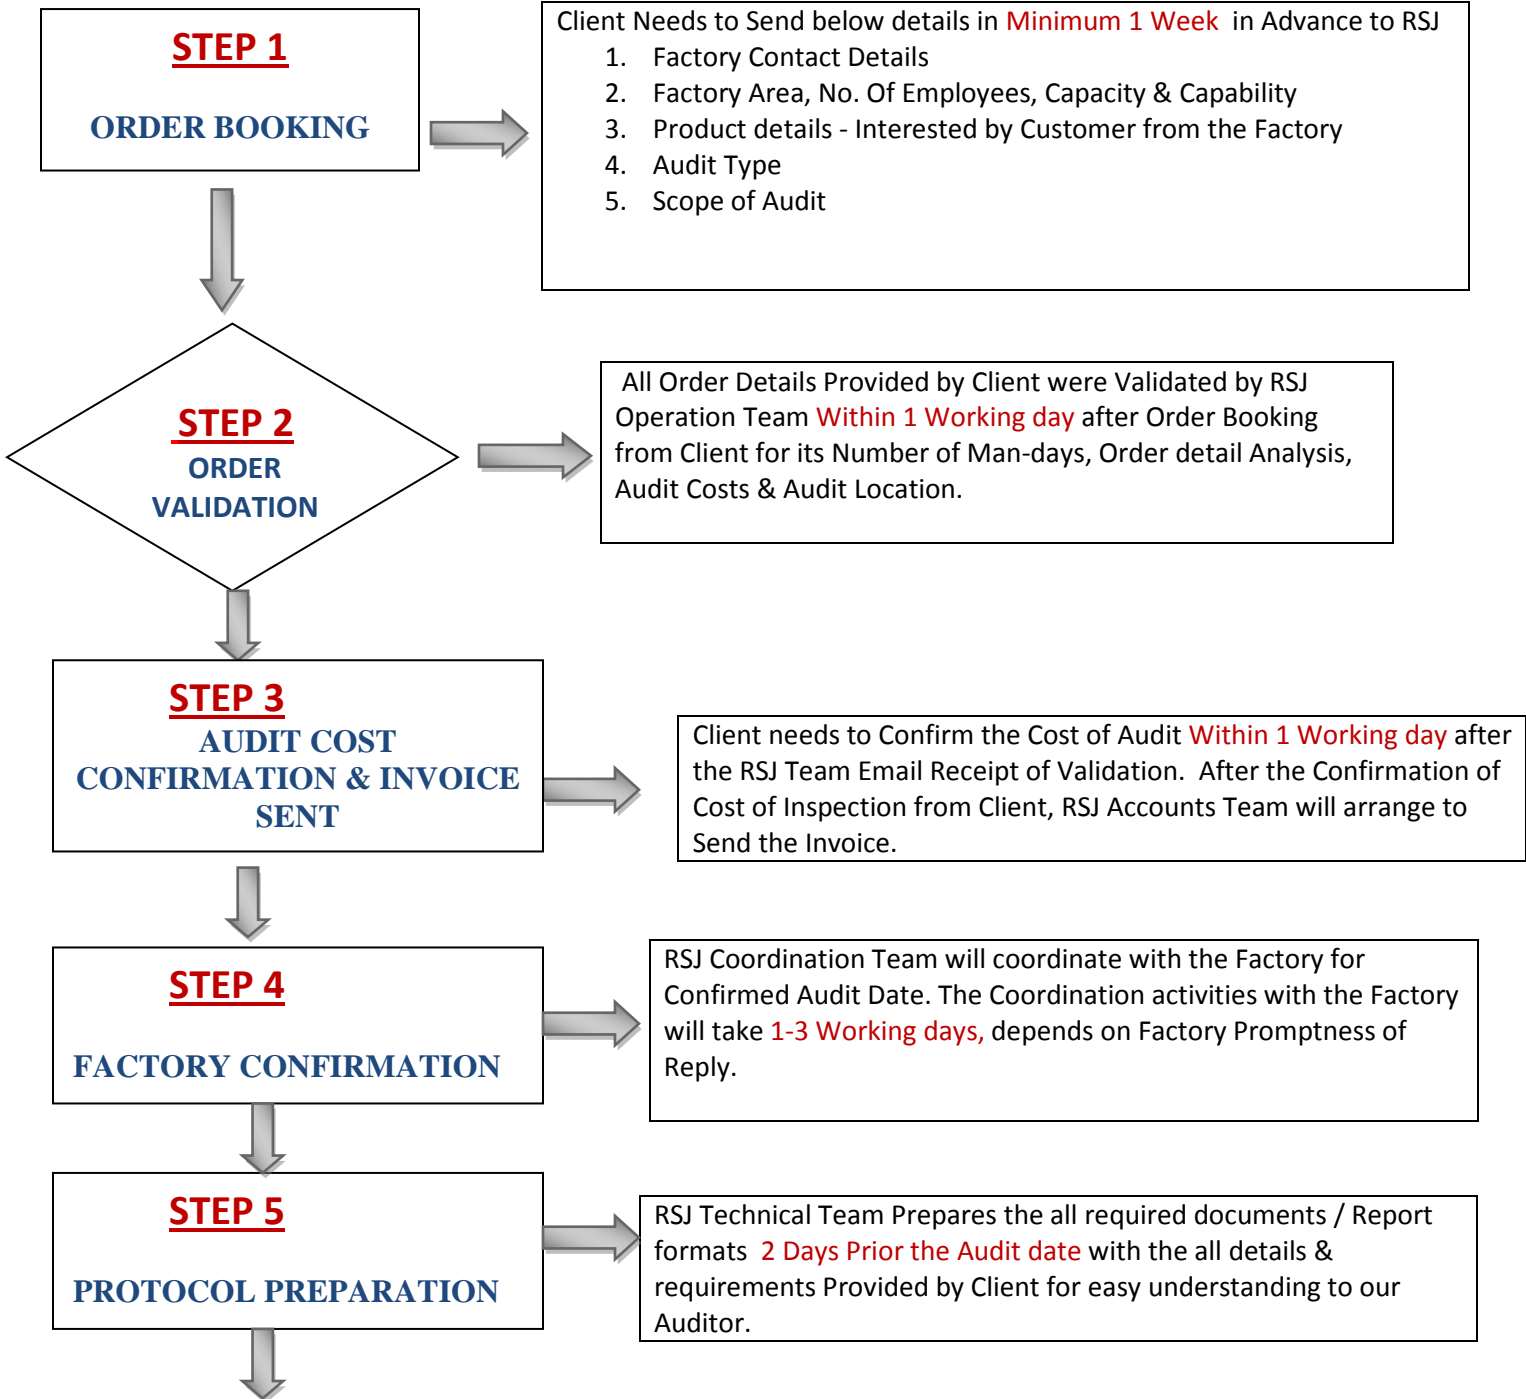 STEP 1
ORDER BOOKING
Client Needs to Send below details in Minimum 1 Week in Advance to RSJ
1. Factory Contact Details
2. Factory Area, No. Of Employees, Capacity & Capability
3. Product details - Interested by Customer from the Factory
4. Audit Type
5. Scope of Audit
STEP 2
ORDER
VALIDATION
All Order Details Provided by Client were Validated by RSJ
Operation Team Within 1 Working day after Order Booking
from Client for its Number of Man-days, Order detail Analysis,
Audit Costs & Audit Location.
STEP 3
AUDIT COST
CONFIRMATION & INVOICE
SENT
Client needs to Confirm the Cost of Audit Within 1 Working day after
the RSJ Team Email Receipt of Validation. After the Confirmation of
Cost of Inspection from Client, RSJ Accounts Team will arrange to
Send the Invoice.
STEP 4
FACTORY CONFIRMATION
RSJ Coordination Team will coordinate with the Factory for
Confirmed Audit Date. The Coordination activities with the Factory
will take 1-3 Working days, depends on Factory Promptness of
Reply.
STEP 5
PROTOCOL PREPARATION
RSJ Technical Team Prepares the all required documents / Report
formats 2 Days Prior the Audit date with the all details &
requirements Provided by Client for easy understanding to our
Auditor.